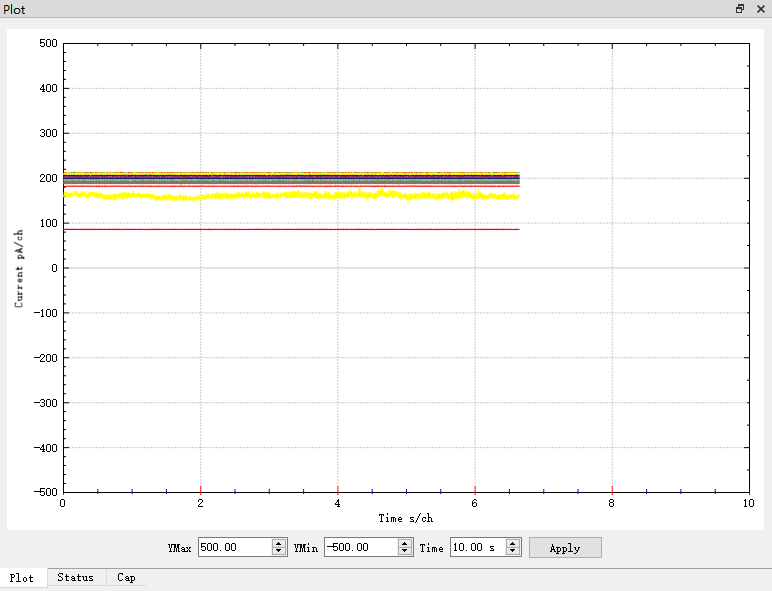 Plot
500
400
300
200
100
0
-100
-200
-300
-400
-500
Current pA/ch
0 2 4 6 8 10
Time s/ch
YMax 500.00 YMin -500.00 Time 10.00 s Apply
Plot Status Cap